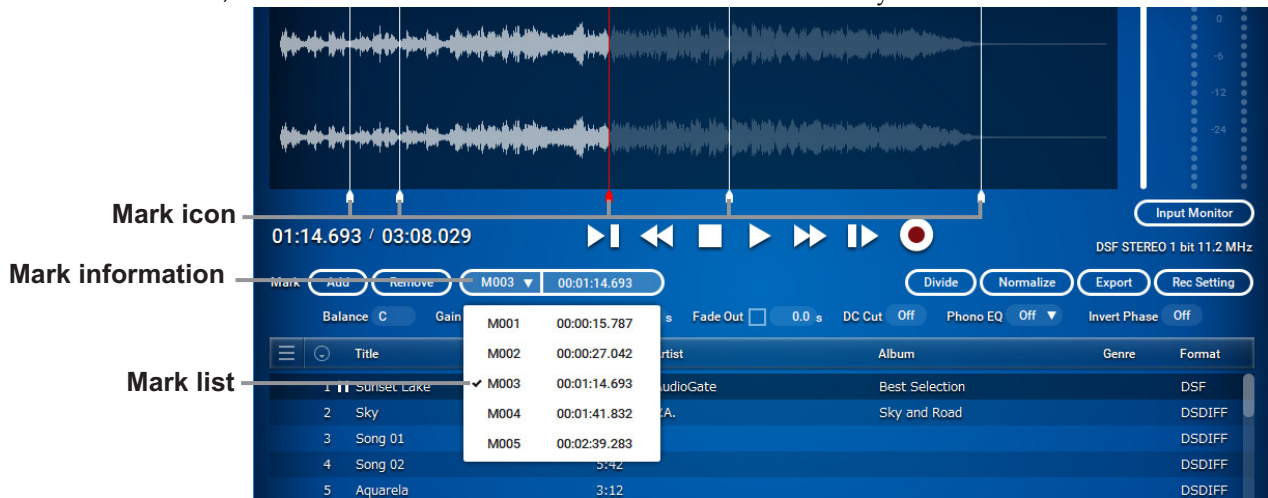 0
-6
-12
-24
Mark icon
Input Monitor
01:14.693 / 03:08.029
DSF STEREO 1 bit 11.2 MHz
Mark information
Mark Add Remove M003 ▼ 00:01:14.693 Divide Normalize Export Rec Setting
Balance C Gain s Fade Out 0.0 s DC Cut Off Phono EQ Off ▼ Invert Phase Off
M001 00:00:15.787
Title Album Genre Format
M002 00:00:27.042
Mark list
✔ M003 00:01:14.693
1 Sunset Lake AudioGate Best Selection DSF
M004 00:01:41.832
2 Sky Sky and Road DSDIFF
M005 00:02:39.283
3 Song 01 DSDIFF
4 Song 02 5:42 DSDIFF
5 Aquarela 3:12 DSDIFF